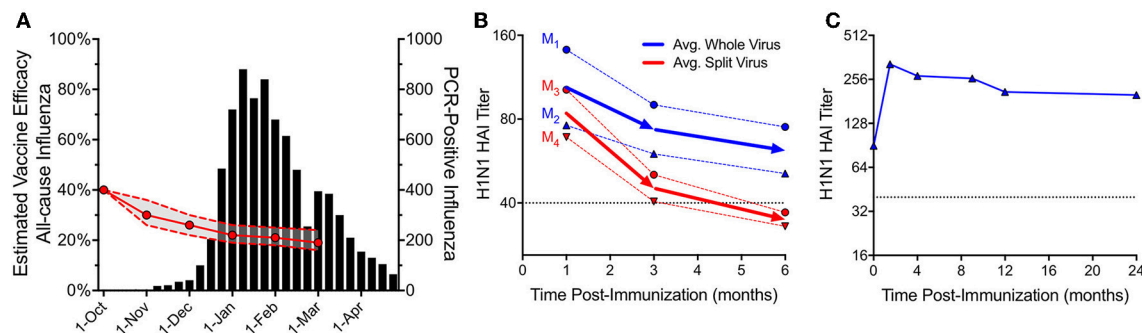 A
Estimated Vaccine Efficacy
All-cause Influenza
100%
80%
60%
40%
20%
0%
1-Oct
1-Nov
1-Dec
1-Jan
1-Feb
1-Mar
1-Apr
1000
800
600
400
200
0
PCR-Positive Influenza
B
H1N1 HAI Titer
160
80
40
M1
M3
M2
M4
Avg. Whole Virus
Avg. Split Virus
0 1 2 3 4 5 6
Time Post-Immunization (months)
C
H1N1 HAI Titer
512
256
128
64
32
16
0 4 8 12 16 20 24
Time Post-Immunization (months)